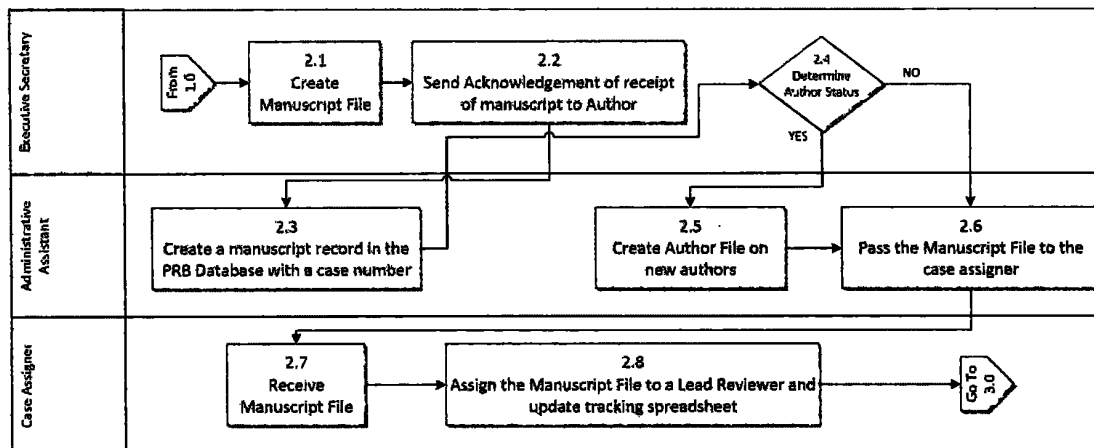 Executive Secretary
From
1.0
2.1
Create
Manuscript File
2.2
Send Acknowledgement of receipt
of manuscript to Author
2.4
Determine
Author Status
NO
YES
Administrative
Assistant
2.3
Create a manuscript record in the
PRB Database with a case number
2.5
Create Author File on
new authors
2.6
Pass the Manuscript File to the
case assigner
Case Assigner
2.7
Receive
Manuscript File
2.8
Assign the Manuscript File to a Lead Reviewer and
update tracking spreadsheet
Go To
3.0